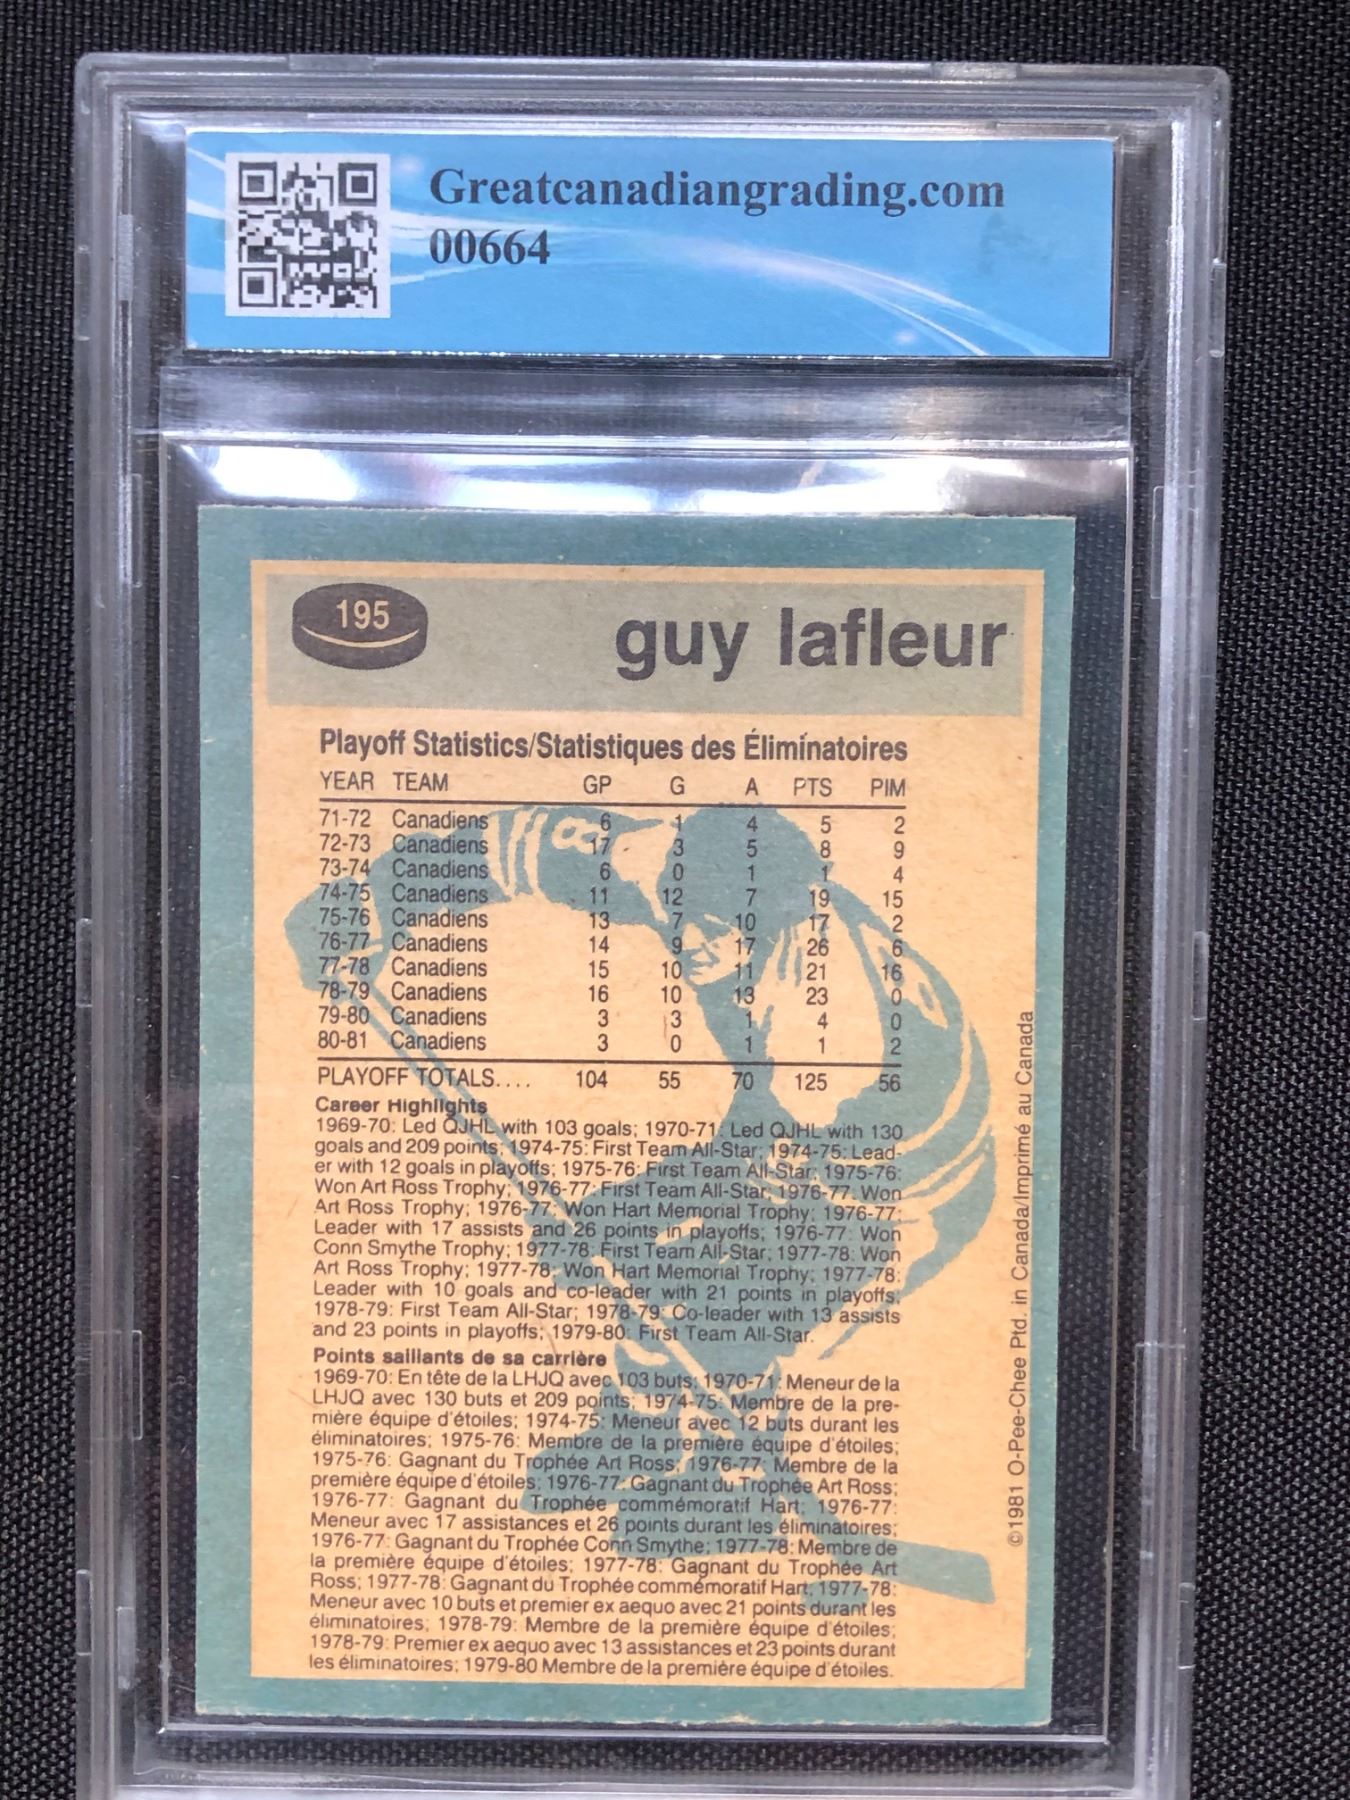 Greatcanadiangrading.com
00664
195
guy lafleur
Playoff Statistics/Statistiques des Éliminatoires
YEAR TEAM GP G A PTS PIM
71-72 Canadiens 6 1 4 5 2
72-73 Canadiens 17 3 5 8 9
73-74 Canadiens 6 0 1 1 4
74-75 Canadiens 11 12 7 19 15
75-76 Canadiens 13 7 10 17 2
76-77 Canadiens 14 9 17 26 6
77-78 Canadiens 15 10 11 21 16
78-79 Canadiens 16 10 13 23 0
79-80 Canadiens 3 3 1 4 0
80-81 Canadiens 3 0 1 1 2
PLAYOFF TOTALS.... 104 55 70 125 56
Career Highlights
1969-70: Led QJHL with 103 goals; 1970-71: Led QJHL with 130
goals and 209 points; 1974-75: First Team All-Star; 1974-75: Lead-
er with 12 goals in playoffs; 1975-76: First Team All-Star; 1975-76:
Won Art Ross Trophy; 1976-77: First Team All-Star; 1976-77: Won
Art Ross Trophy; 1976-77: Won Hart Memorial Trophy; 1976-77:
Leader with 17 assists and 26 points in playoffs; 1976-77: Won
Conn Smythe Trophy; 1977-78: First Team All-Star; 1977-78: Won
Art Ross Trophy; 1977-78: Won Hart Memorial Trophy; 1977-78:
Leader with 10 goals and co-leader with 21 points in playoffs;
1978-79: First Team All-Star; 1978-79: Co-leader with 13 assists
and 23 points in playoffs; 1979-80: First Team All-Star.
Points saillants de sa carrière
1969-70: En tête de la LHJQ avec 103 buts; 1970-71: Meneur de la
LHJQ avec 130 buts et 209 points; 1974-75: Membre de la pre-
mière équipe d'étoiles; 1974-75: Meneur avec 12 buts durant les
éliminatoires; 1975-76: Membre de la première équipe d'étoiles;
1975-76: Gagnant du Trophée Art Ross; 1976-77: Membre de la
première équipe d'étoiles; 1976-77: Gagnant du Trophée Art Ross;
1976-77: Gagnant du Trophée commémoratif Hart; 1976-77:
Meneur avec 17 assistances et 26 points durant les éliminatoires;
1976-77: Gagnant du Trophée Conn Smythe; 1977-78: Membre de
la première équipe d'étoiles; 1977-78: Gagnant du Trophée Art
Ross; 1977-78: Gagnant du Trophée commémoratif Hart; 1977-78:
Meneur avec 10 buts et premier ex aequo avec 21 points durant les
éliminatoires; 1978-79: Membre de la première équipe d'étoiles;
1978-79: Premier ex aequo avec 13 assistances et 23 points durant
les éliminatoires; 1979-80 Membre de la première équipe d'étoiles.
©1981 O-Pee-Chee Ptd. in Canada/Imprimé au Canada